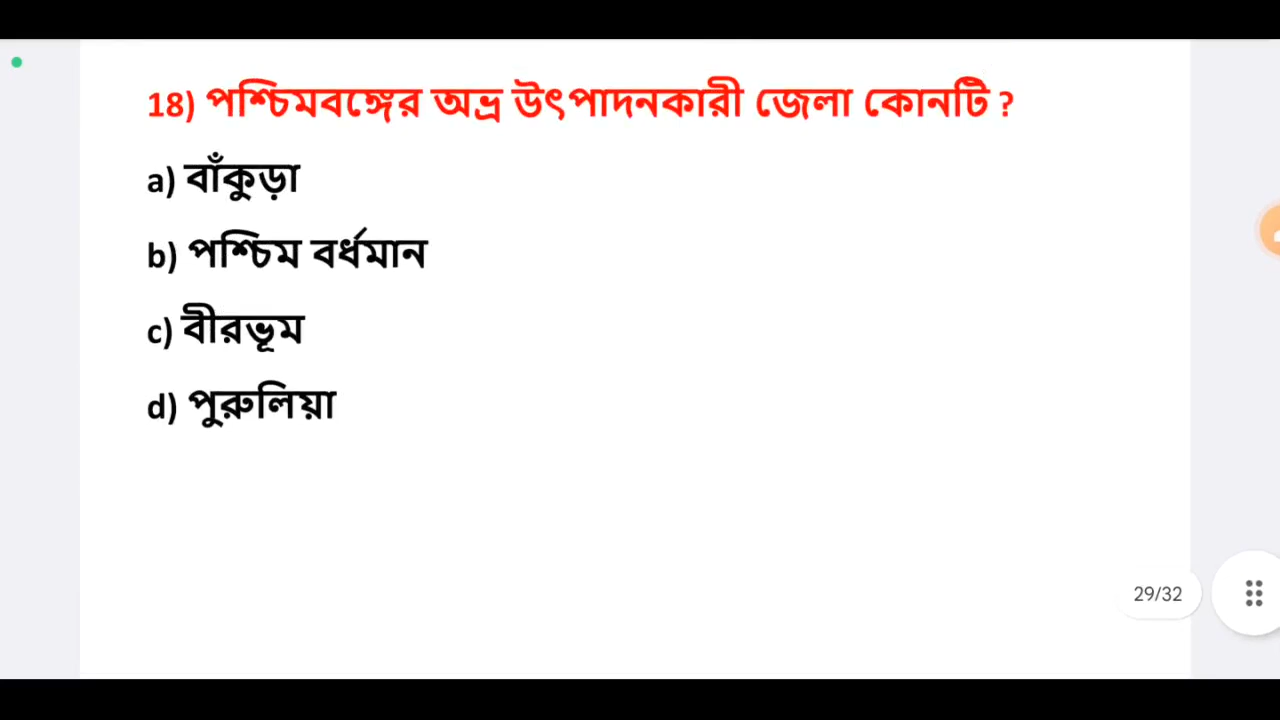 18) পশ্চিমবঙ্গের অভ্র উৎপাদনকারী জেলা কোনটি ?
a) বাঁকুড়া
b) পশ্চিম বর্ধমান
c) বীরভূম
d) পুরুলিয়া
29/32